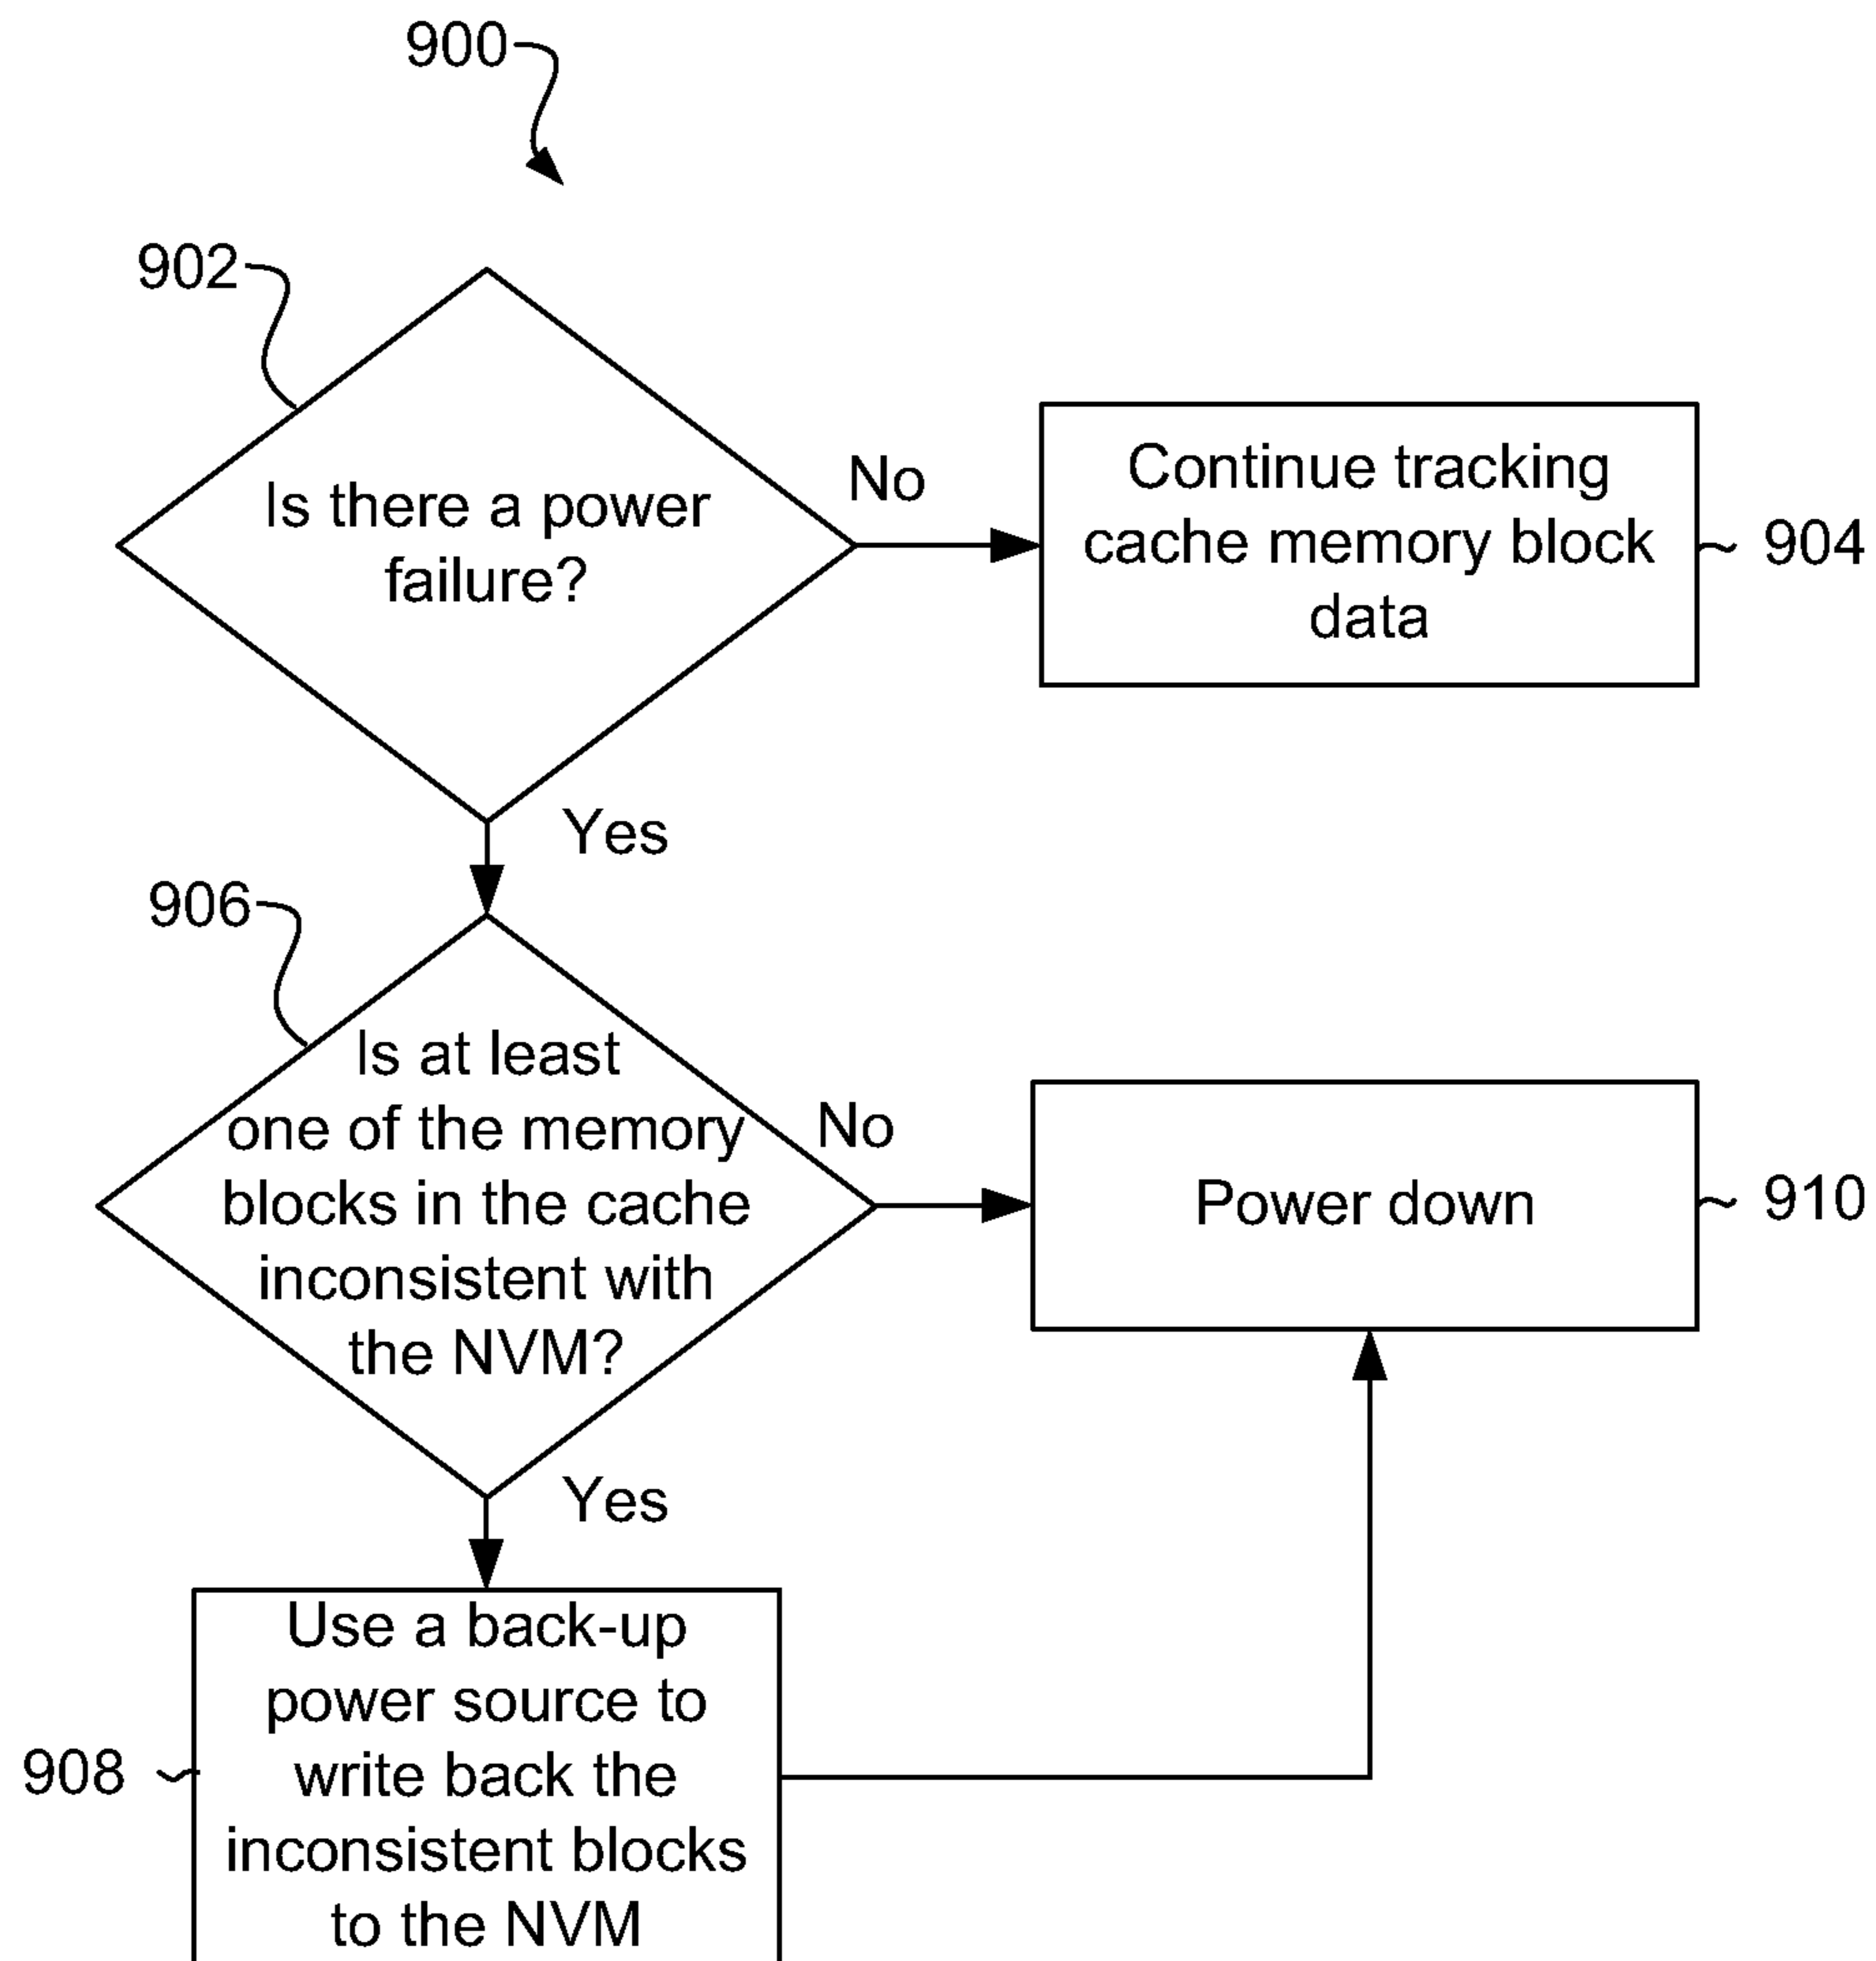 900
902
Is there a power
failure?
No
Continue tracking
cache memory block
data
904
Yes
906
Is at least
one of the memory
blocks in the cache
inconsistent with
the NVM?
No
Power down
910
Yes
Use a back-up
power source to
write back the
inconsistent blocks
to the NVM
908